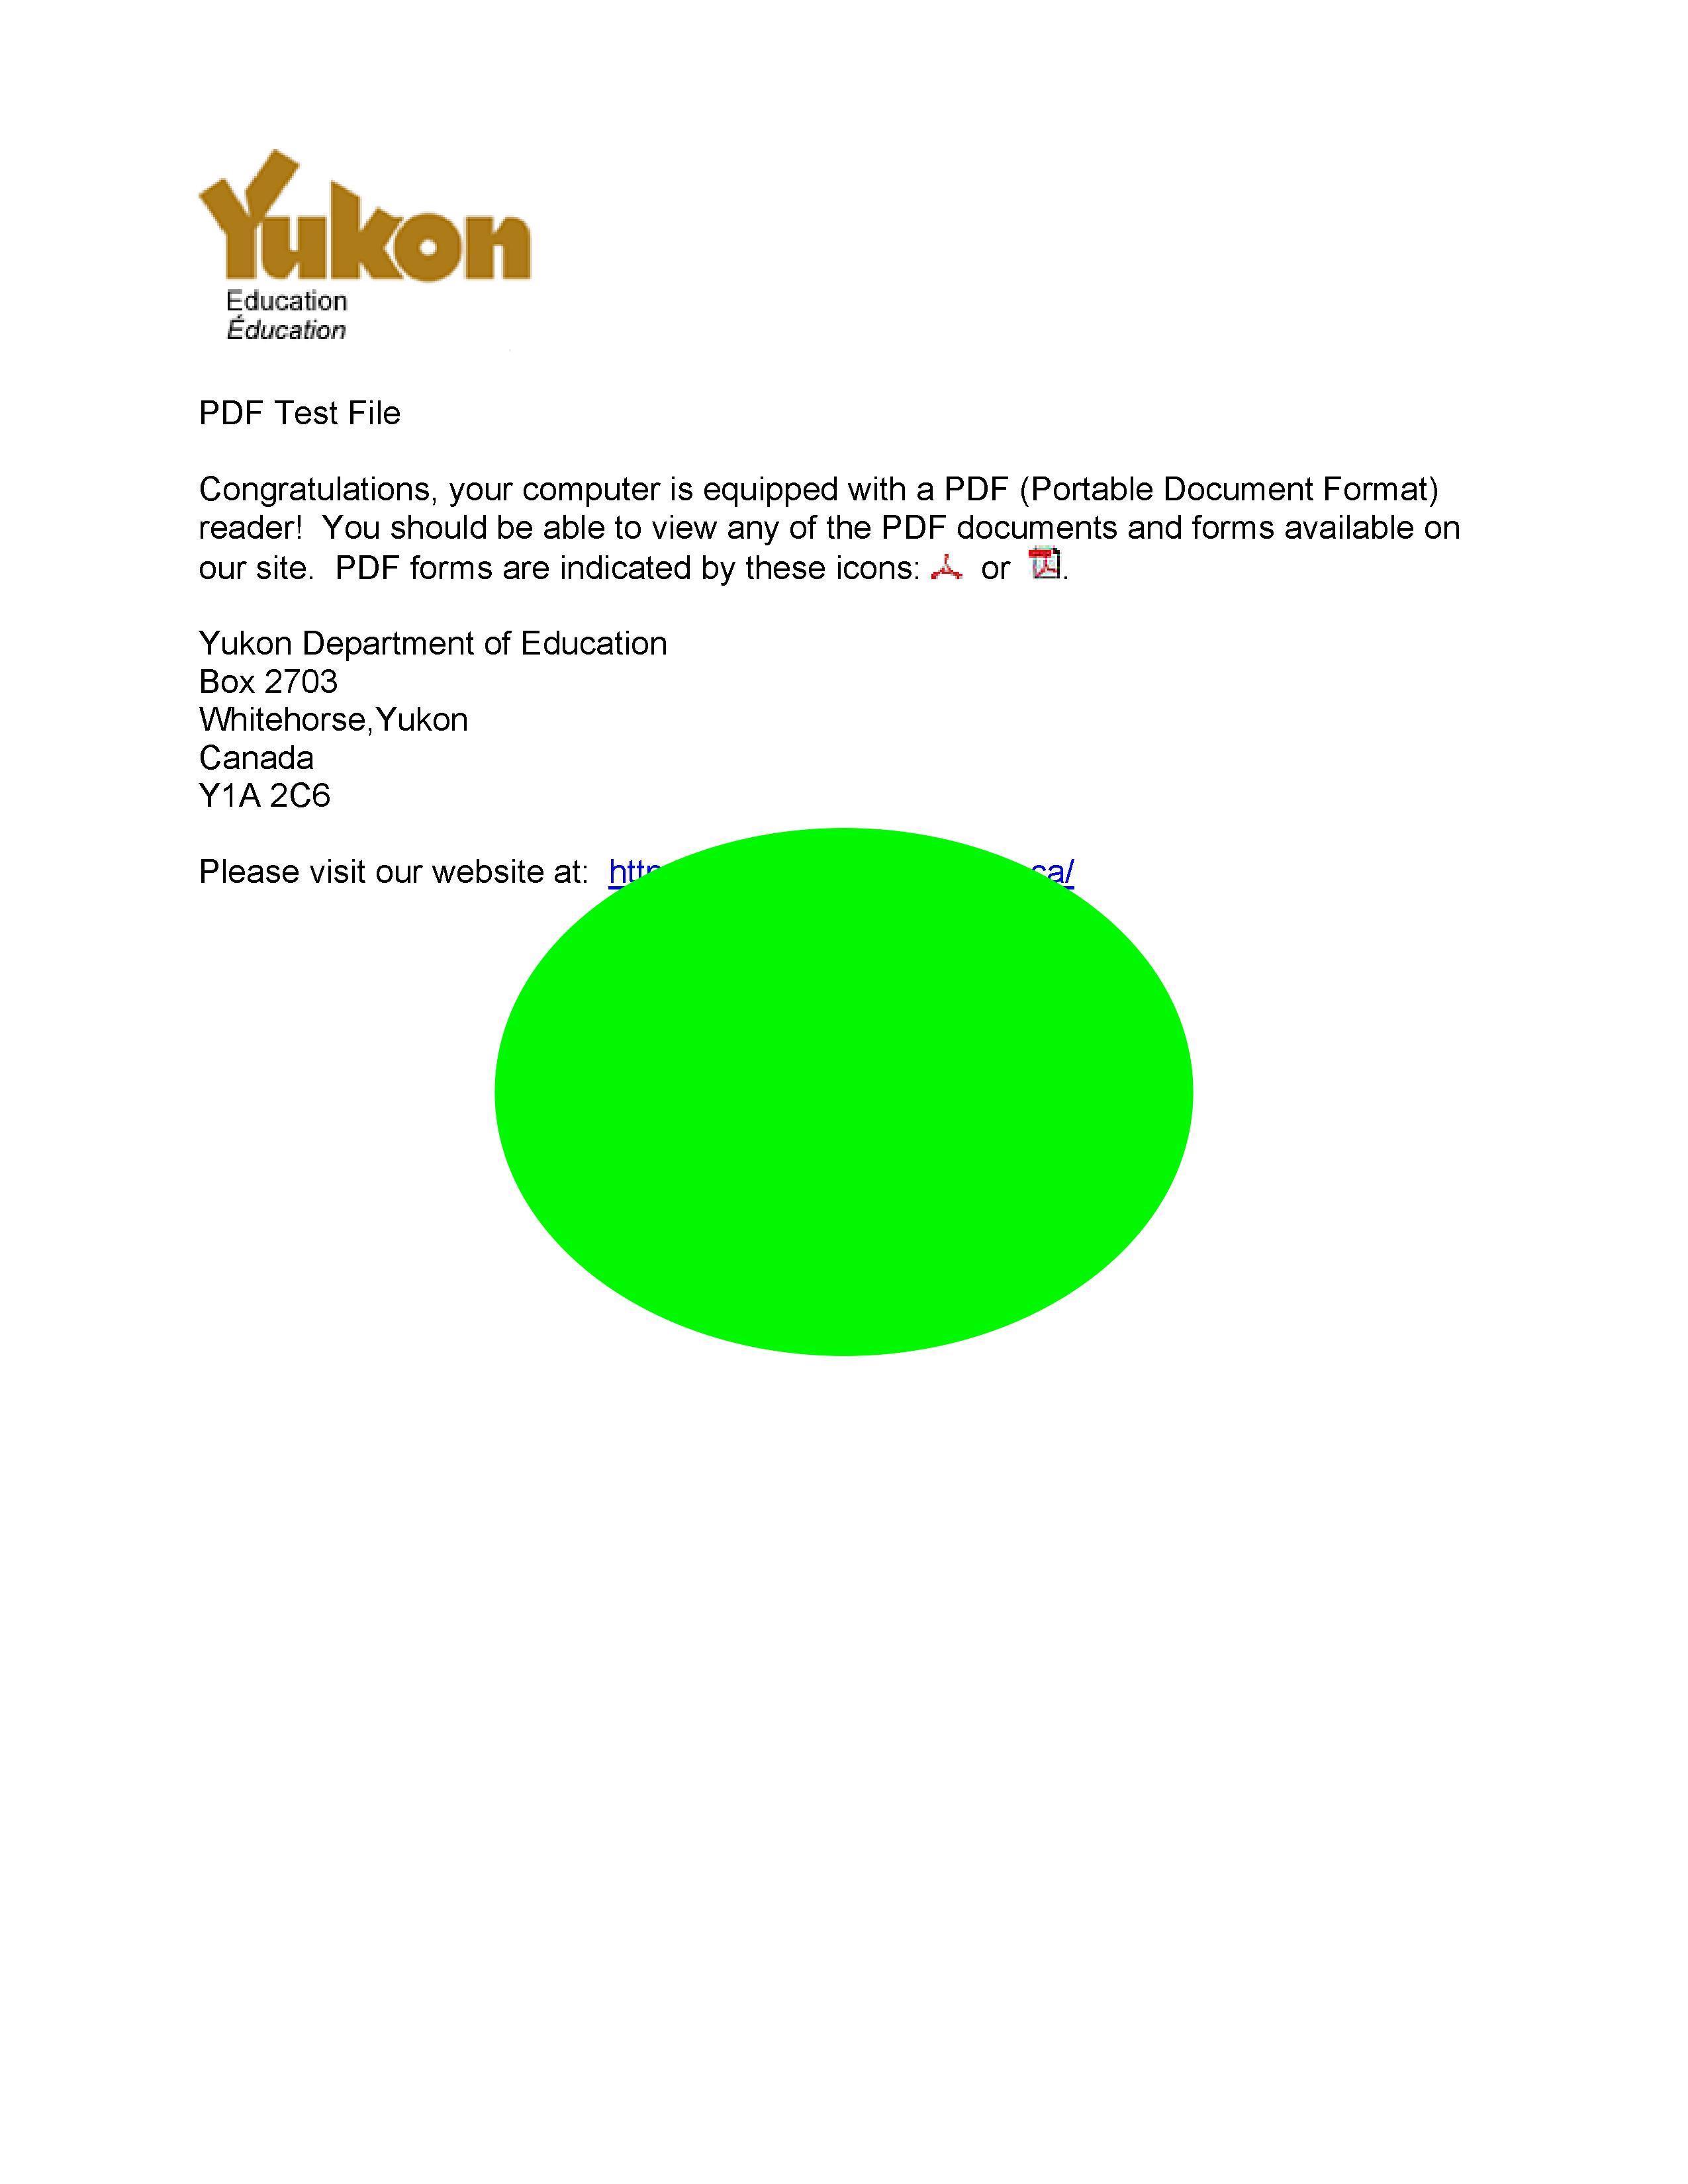 Yukon
Education
Éducation
PDF Test File
Congratulations, your computer is equipped with a PDF (Portable Document Format)
reader!  You should be able to view any of the PDF documents and forms available on
our site.  PDF forms are indicated by these icons: or .
Yukon Department of Education
Box 2703
Whitehorse,Yukon
Canada
Y1A 2C6
Please visit our website at: